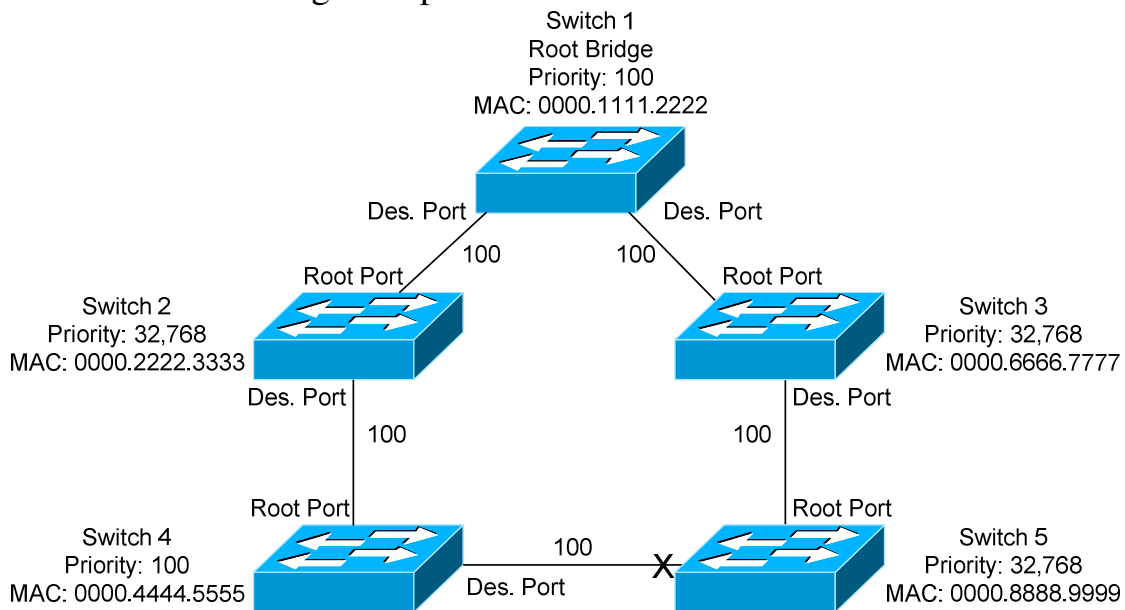 Switch 1
Root Bridge
Priority: 100
MAC: 0000.1111.2222
Des. Port
Des. Port
100
100
Root Port
Root Port
Switch 2
Priority: 32,768
MAC: 0000.2222.3333
Switch 3
Priority: 32,768
MAC: 0000.6666.7777
Des. Port
Des. Port
100
100
Root Port
Root Port
Switch 4
Priority: 100
MAC: 0000.4444.5555
100
X
Des. Port
Switch 5
Priority: 32,768
MAC: 0000.8888.9999